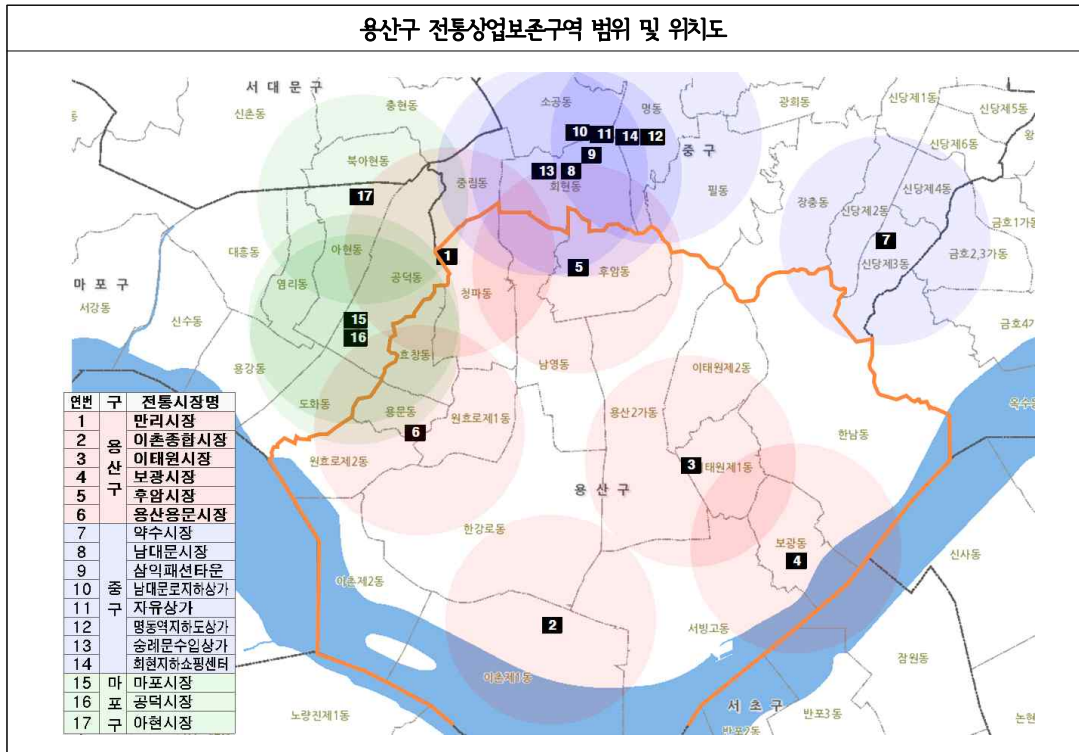 용산구 전통상업보존구역 범위 및 위치도
서대문구
신촌동
충현동
소공동
명동
광희동
신당제1동
신당제5동
동
왕
10
11
14
12
중구
신당제6동
북아현동
9
중림동
13
8
회현동
필동
17
장충동
신당제4동
신당제2동
금호1가동
대흥동
아현동
1
7
신당제3동
금호2,3가동
마포구
염리동
공덕동
5
후암동
서강동
청파동
신수동
15
16
금호4가
용강동
효창동
남영동
이태원제2동
도화동
용문동
원효로제1동
용산2가동
옥수동
6
한남동
원효로제2동
3
이태원제1동
용산구
한강로동
보광동
4
신사동
이촌제2동
2
서빙고동
잠원동
이촌제1동
서초구
노량진제1동
반포3동
논현
반포2동
연번 구 전통시장명
용산구
1 만리시장
2 이촌종합시장
3 이태원시장
4 보광시장
5 후암시장
6 용산용문시장
중구
7 약수시장
8 남대문시장
9 삼익패션타운
10 남대문로지하상가
11 자유상가
12 명동역지하도상가
13 숭례문수입상가
14 회현지하쇼핑센터
마포구
15 마포시장
16 공덕시장
17 아현시장